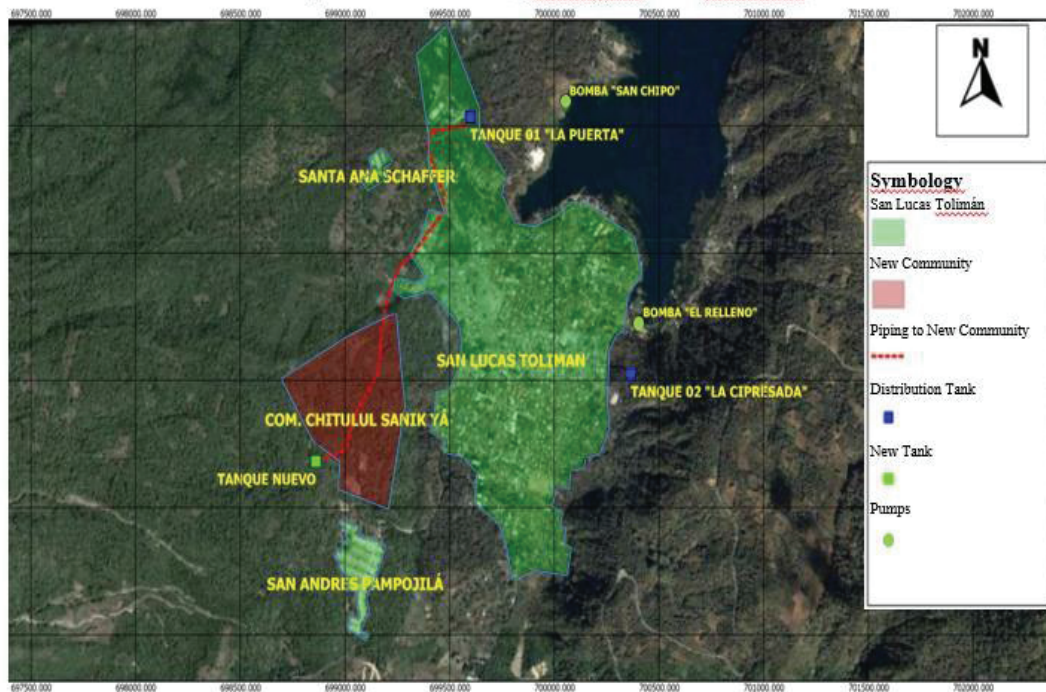 697500.000 698000.000 698500.000 699000.000 699500.000 700000.000 700500.000 701000.000 701500.000 702000.000
N
BOMBA "SAN CHIPO"
TANQUE 01 "LA PUERTA"
SANTA ANA SCHAFFER
BOMBA "EL RELLENO"
SAN LUCAS TOLIMAN
TANQUE 02 "LA CIPRESADA"
COM. CHITULUL SANIK YÁ
TANQUE NUEVO
SAN ANDRES PAMPOJILÁ
Symbology
San Lucas Tolimán
New Community
Piping to New Community
Distribution Tank
New Tank
Pumps
697500.000 698000.000 698500.000 699000.000 699500.000 700000.000 700500.000 701000.000 701500.000 702000.000